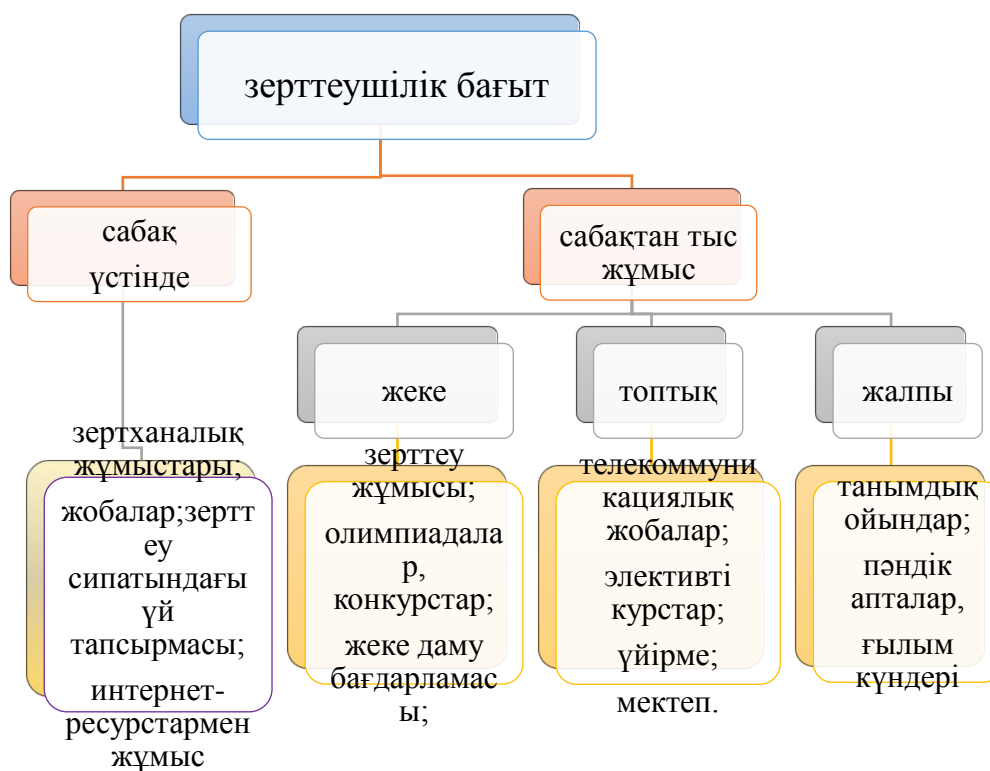 зерттеушілік бағыт
сабақ
үстінде
сабақтан тыс
жұмыс
жеке
топтық
жалпы
зертханалық
жұмыстары;
жобалар;зертт
еу
сипатындағы
үй
тапсырмасы;
интернет-
ресурстармен
жұмыс
зерттеу
жұмысы;
олимпиадала
р,
конкурстар;
жеке даму
бағдарламас
ы;
телекоммуни
кациялық
жобалар;
элективті
курстар;
үйірме;
мектеп.
танымдық
ойындар;
пәндік
апталар,
ғылым
күндері